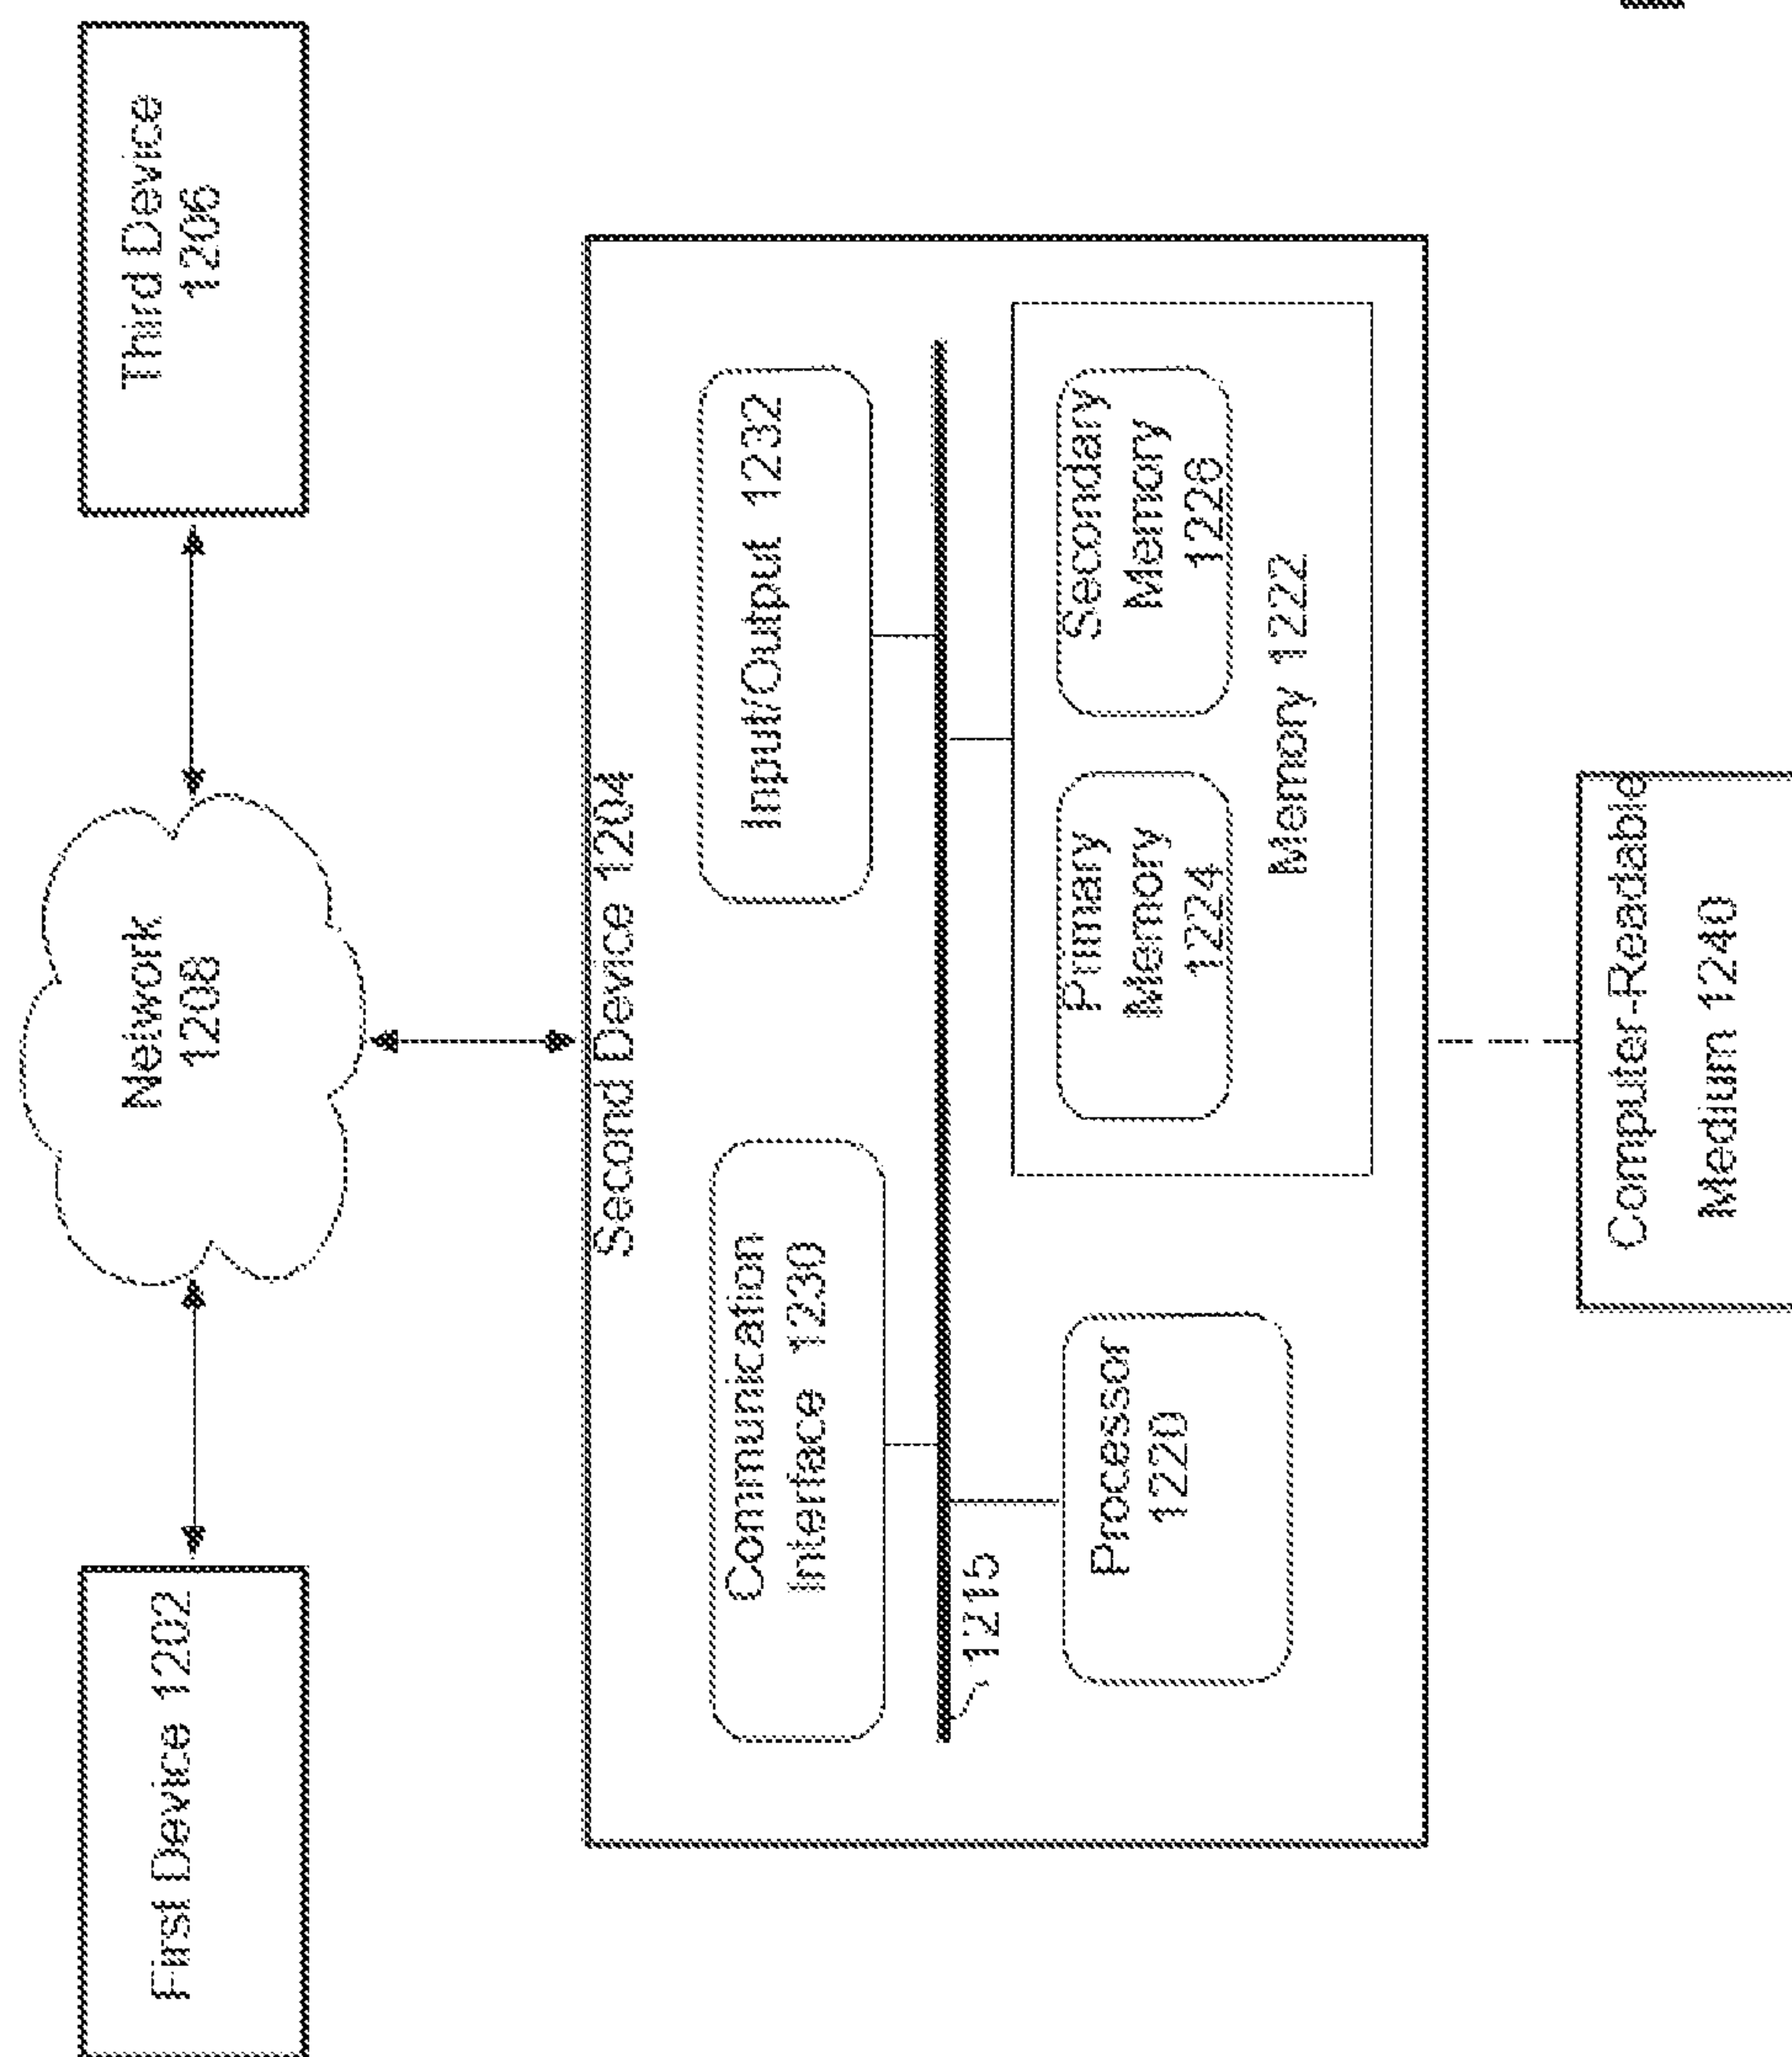 First Device 1202
Network
1208
Third Device
1206
Second Device 1204
Communication
Interface 1230
Input/Output 1232
1215
Processor
1220
Primary
Memory
1224
Secondary
Memory
1226
Memory 1222
Computer-Readable
Medium 1240